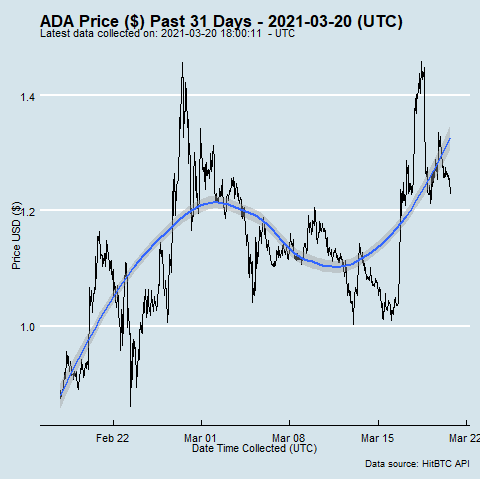 ADA Price ($) Past 31 Days - 2021-03-20 (UTC)
Latest data collected on: 2021-03-20 18:00:11 - UTC
1.4
1.2
1.0
Price USD ($)
Feb 22 Mar 01 Mar 08 Mar 15 Mar 22
Date Time Collected (UTC)
Data source: HitBTC API